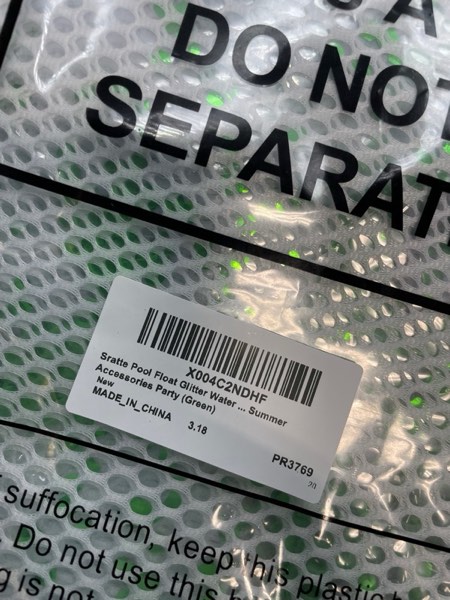 DO NOT
SEPARAT
X004C2NDHF
Sratte Pool Float Glitter Water ... Summer
Accessories Party (Green)
New
MADE_IN_CHINA 3.18
PR3769
20
suffocation, keep this plastic
. Do not use this
g is not